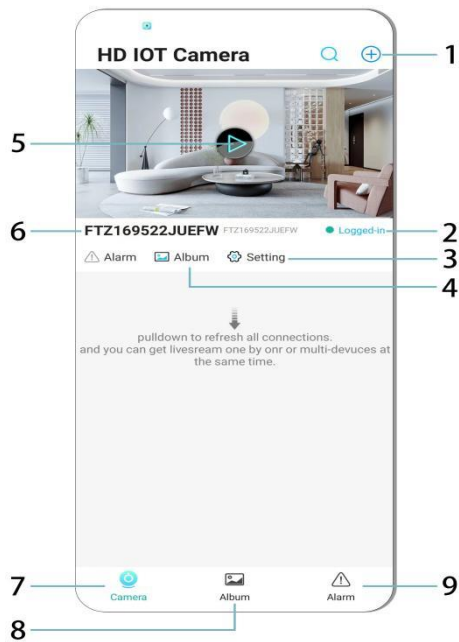 HD IOT Camera
1
5
6
FTZ169522JUEFW FTZ169522JUEFW Logged-in
2
Alarm Album Setting
3
4
pulldown to refresh all connections.
and you can get livesream one by onr or multi-devuces at
the same time.
7
Camera Album Alarm
9
8